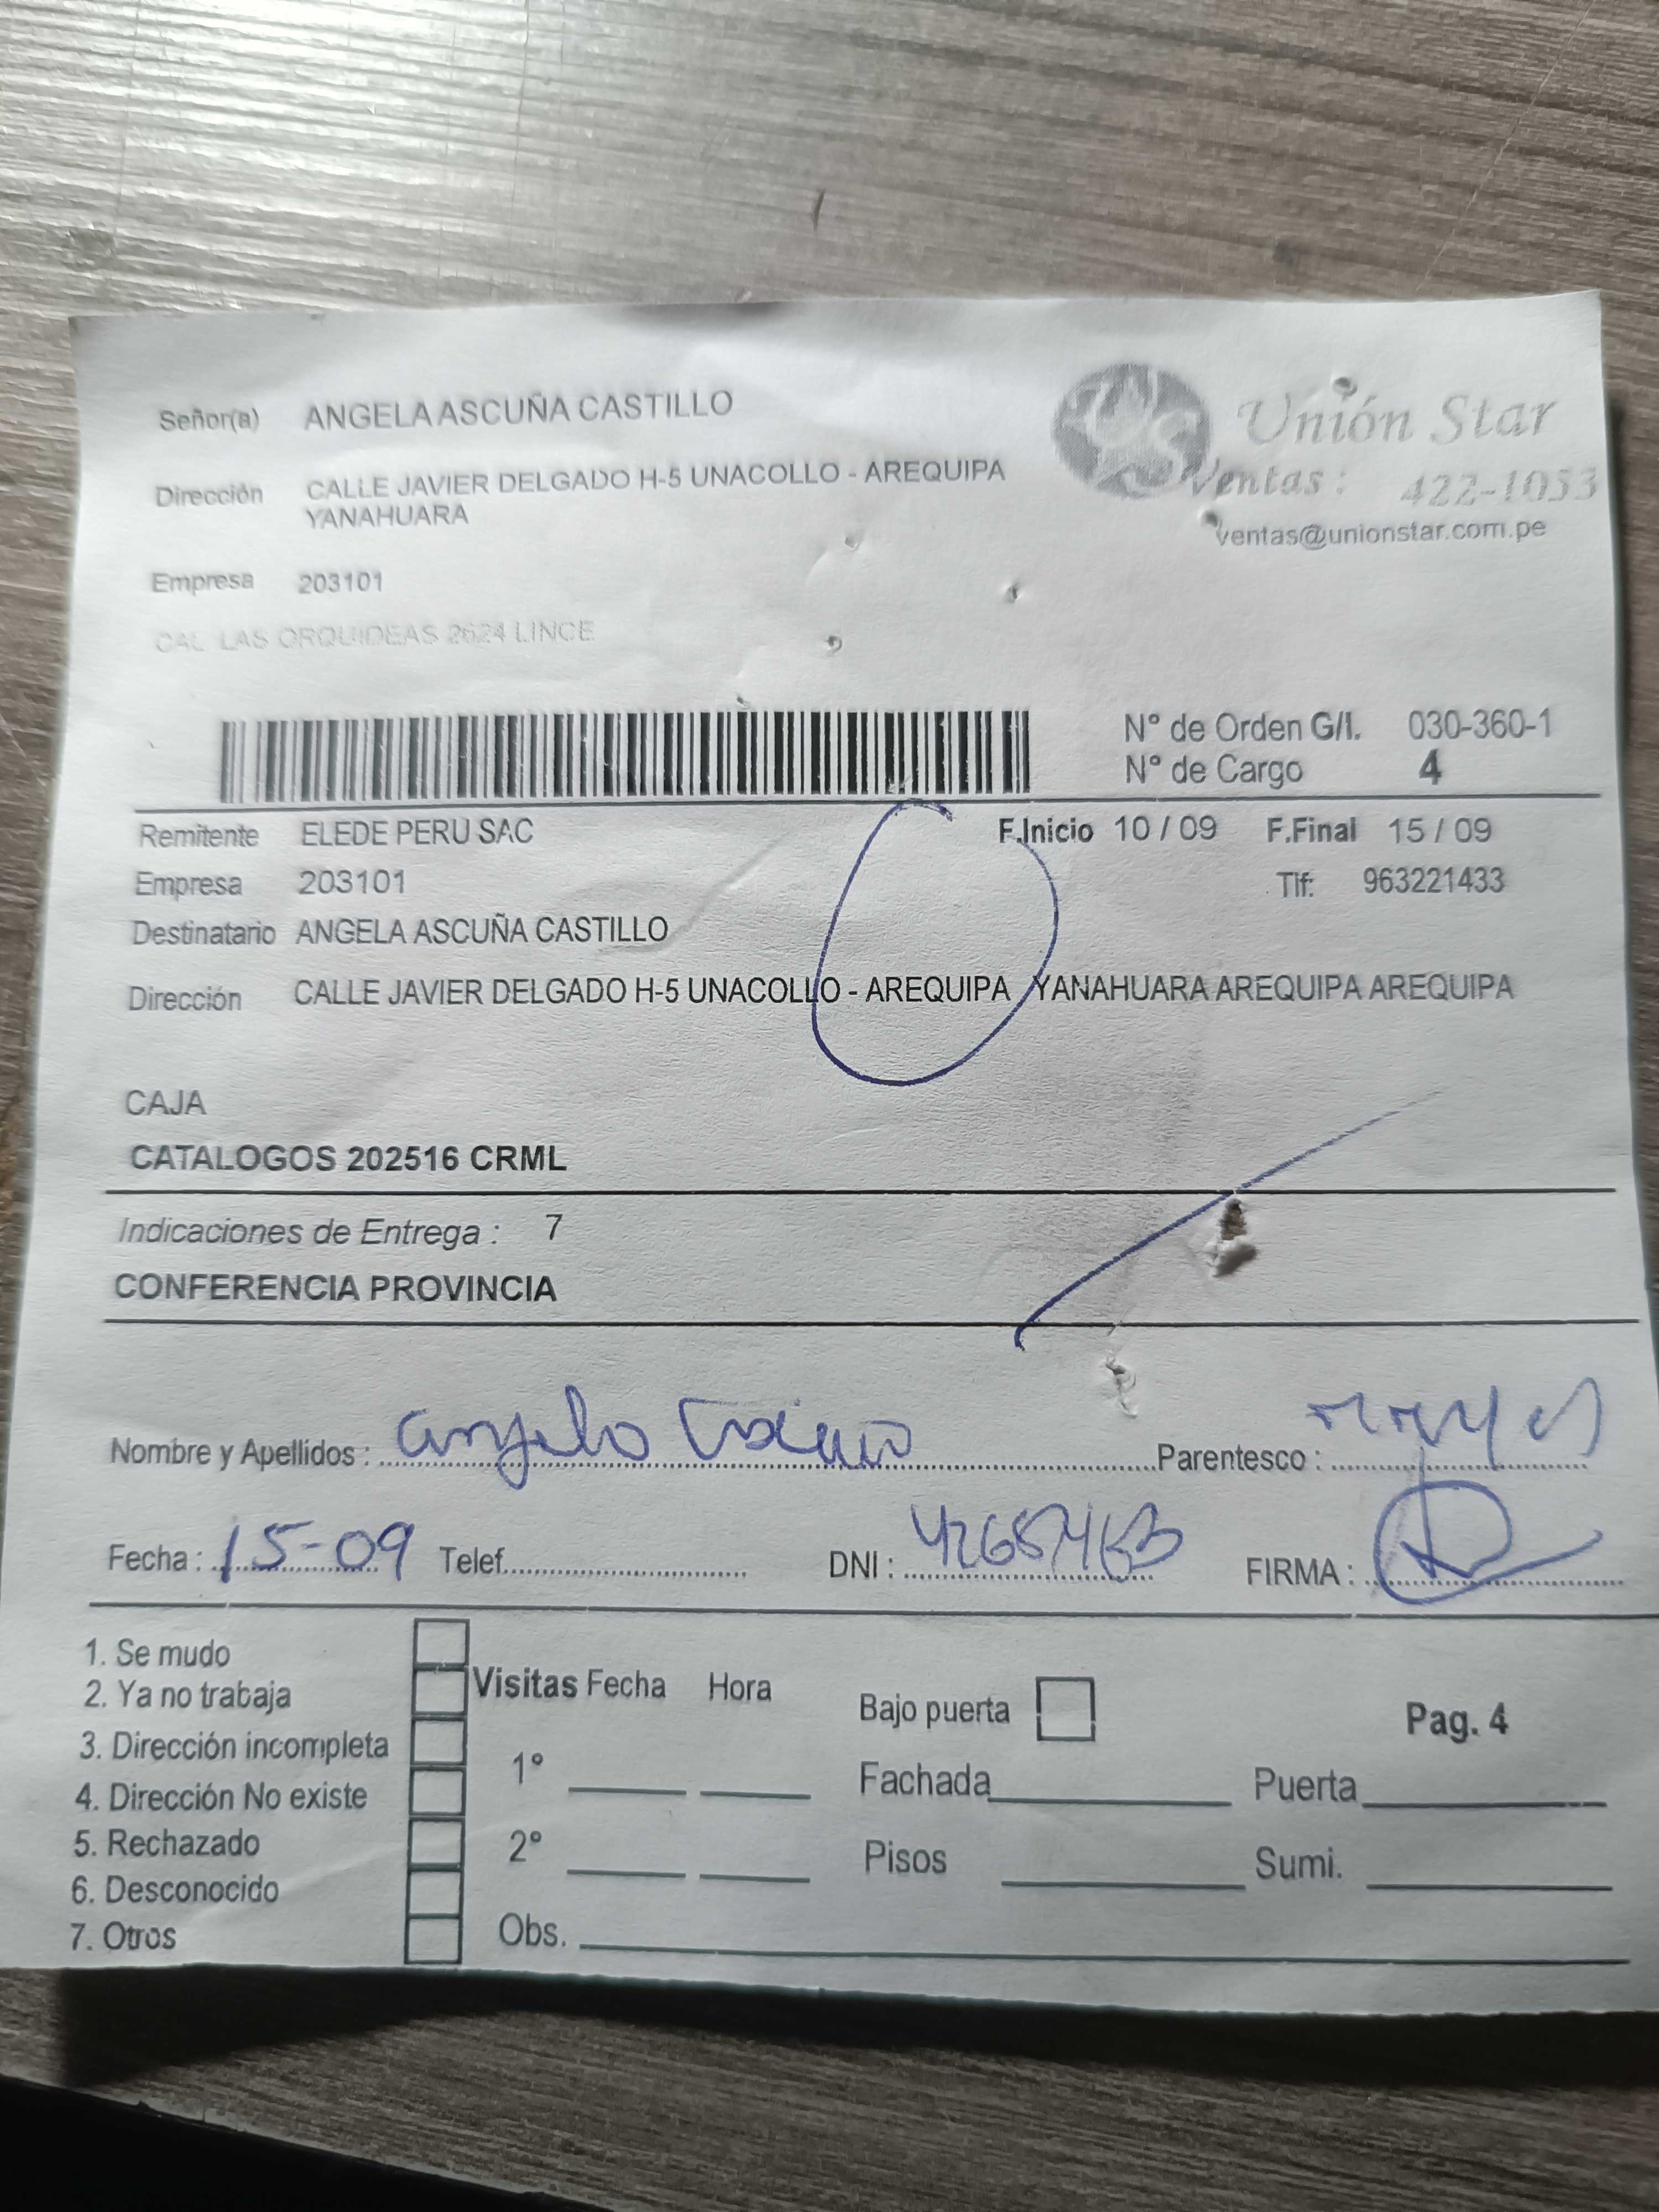 Señor(a) ANGELA ASCUÑA CASTILLO
Unión Star
Dirección CALLE JAVIER DELGADO H-5 UNACOLLO - AREQUIPA
YANAHUARA
Ventas: 422-1053
ventas@unionstar.com.pe
Empresa 203101
CAL LAS ORQUIDEAS 2624 LINCE
N° de Orden G/I. 030-360-1
N° de Cargo 4
Remitente ELEDE PERU SAC F.Inicio 10 / 09 F.Final 15 / 09
Empresa 203101 Tlf: 963221433
Destinatario ANGELA ASCUÑA CASTILLO
Dirección CALLE JAVIER DELGADO H-5 UNACOLLO - AREQUIPA YANAHUARA AREQUIPA AREQUIPA
CAJA
CATALOGOS 202516 CRML
Indicaciones de Entrega : 7
CONFERENCIA PROVINCIA
Nombre y Apellidos : Parentesco :
Fecha : 15-09 Telef. DNI : FIRMA :
1. Se mudo
2. Ya no trabaja
3. Dirección incompleta
4. Dirección No existe
5. Rechazado
6. Desconocido
7. Otros
Visitas Fecha Hora
1°
2°
Obs.
Bajo puerta
Pag. 4
Fachada Puerta
Pisos Sumi.